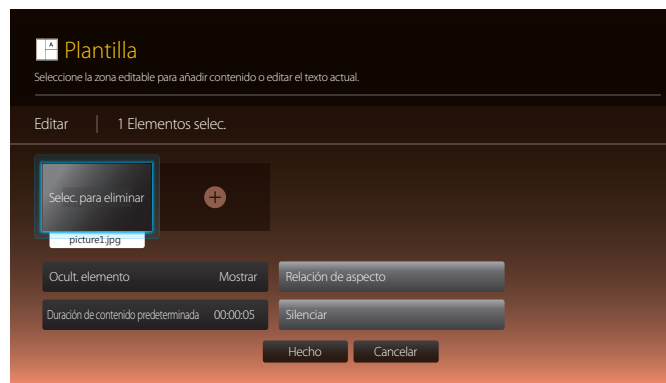 Plantilla
Seleccione la zona editable para añadir contenido o editar el texto actual.
Editar | 1 Elementos selec.
Selec. para eliminar
picture1.jpg
Ocult. elemento Mostrar Relación de aspecto
Duración de contenido predeterminada 00:00:05 Silenciar
Hecho Cancelar